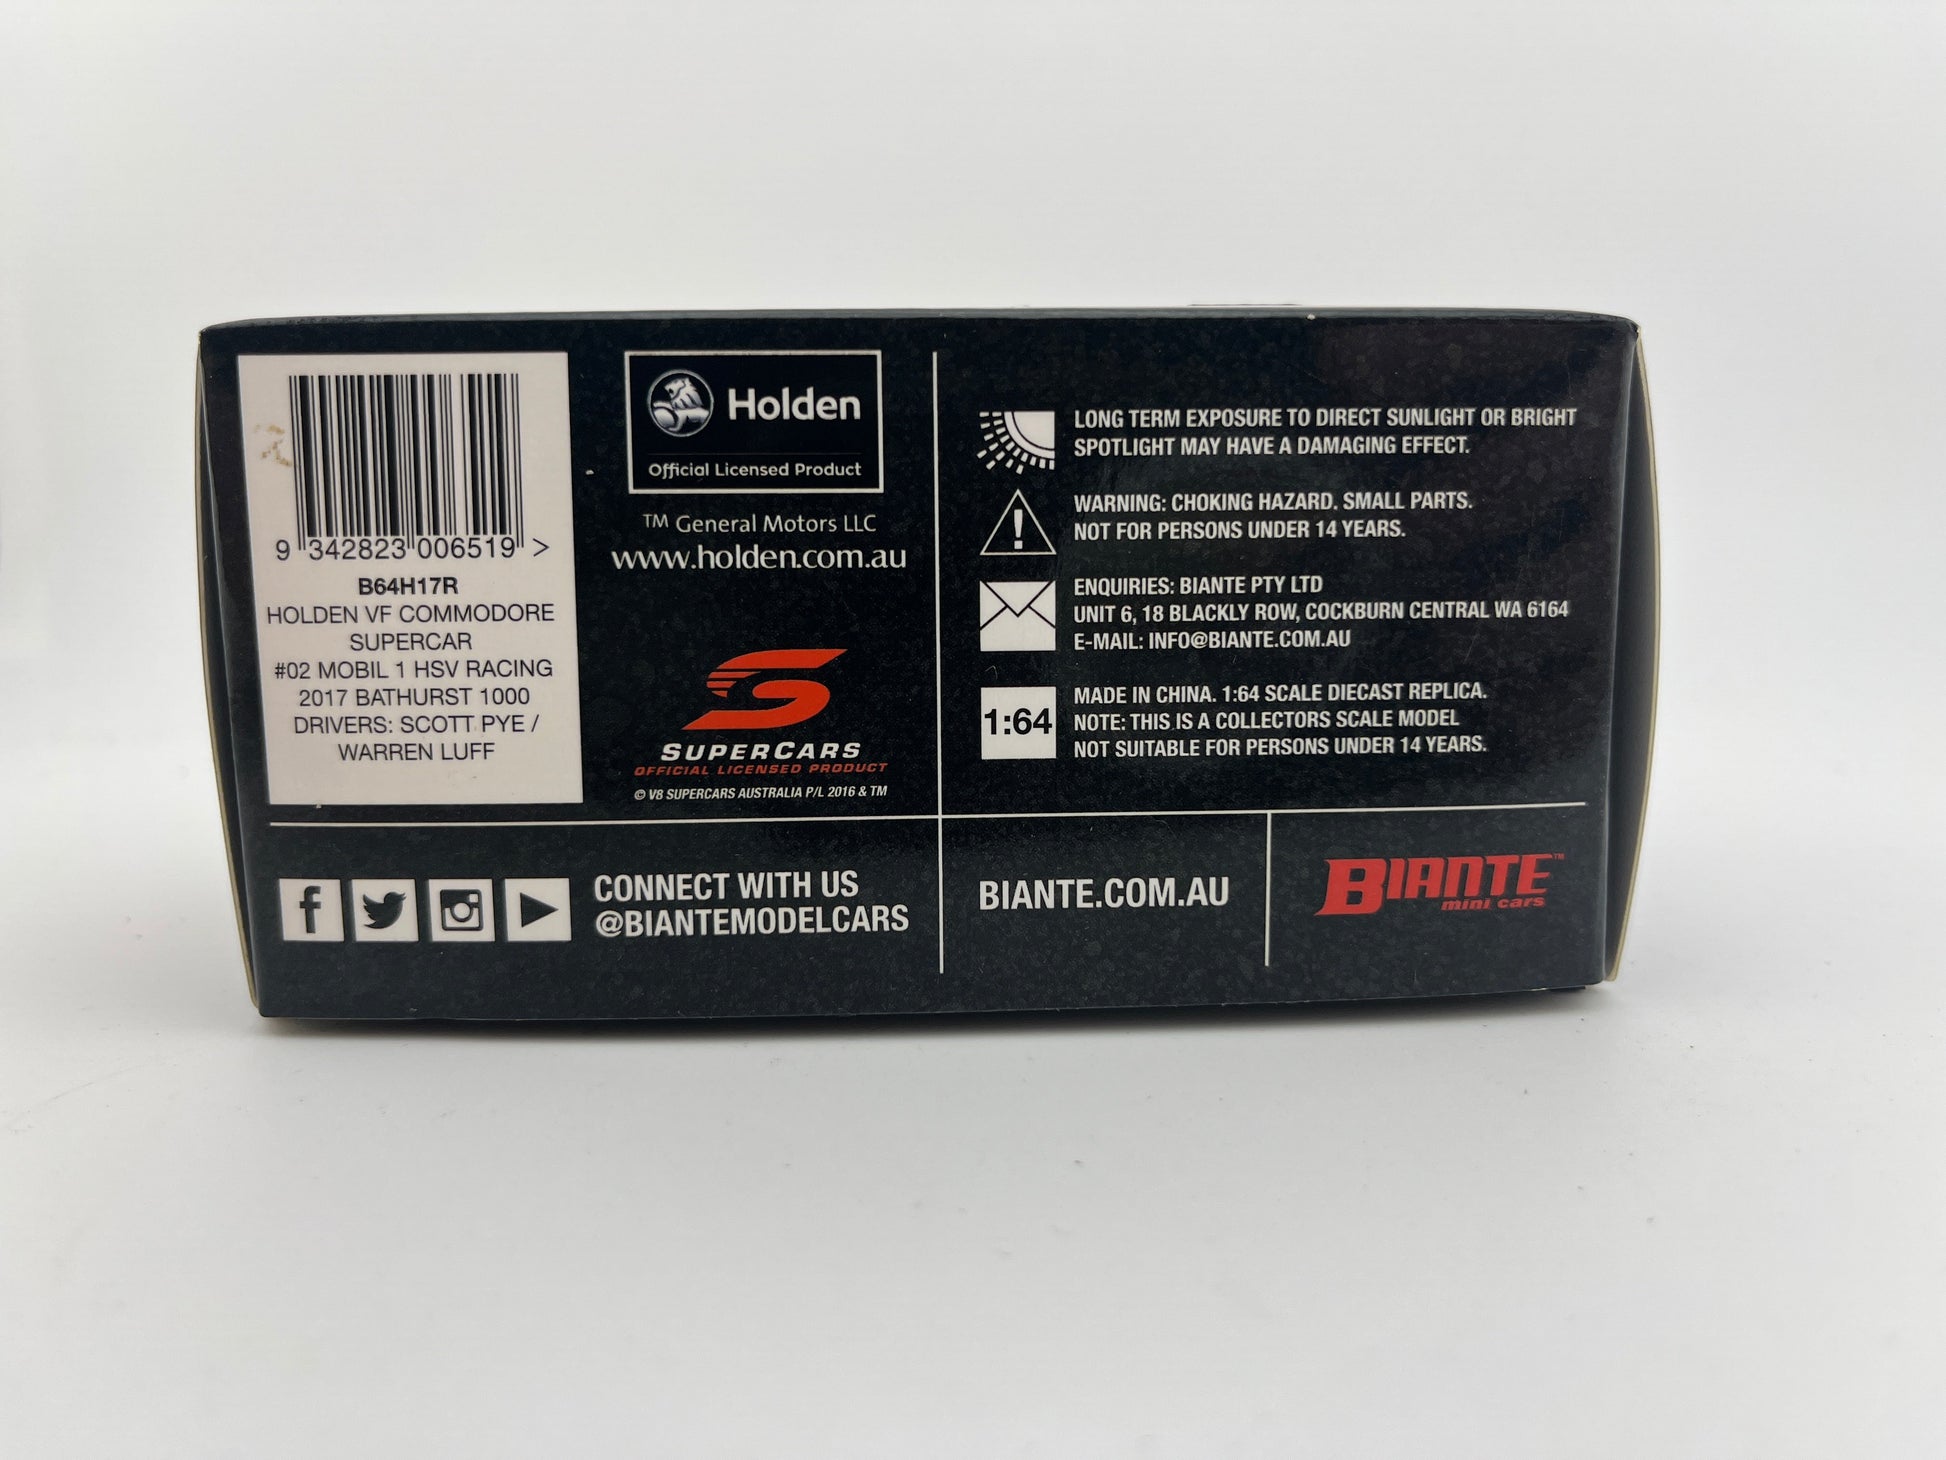 9 342823 006519 >
B64H17R
HOLDEN VF COMMODORE
SUPERCAR
#02 MOBIL 1 HSV RACING
2017 BATHURST 1000
DRIVERS: SCOTT PYE /
WARREN LUFF
Holden
Official Licensed Product
TM General Motors LLC
www.holden.com.au
SUPERCARS
OFFICIAL LICENSED PRODUCT
© V8 SUPERCARS AUSTRALIA P/L 2016 & TM
LONG TERM EXPOSURE TO DIRECT SUNLIGHT OR BRIGHT
SPOTLIGHT MAY HAVE A DAMAGING EFFECT.
WARNING: CHOKING HAZARD. SMALL PARTS.
NOT FOR PERSONS UNDER 14 YEARS.
ENQUIRIES: BIANTE PTY LTD
UNIT 6, 18 BLACKLY ROW, COCKBURN CENTRAL WA 6164
E-MAIL: INFO@BIANTE.COM.AU
1:64
MADE IN CHINA. 1:64 SCALE DIECAST REPLICA.
NOTE: THIS IS A COLLECTORS SCALE MODEL
NOT SUITABLE FOR PERSONS UNDER 14 YEARS.
CONNECT WITH US
@BIANTEMODELCARS
BIANTE.COM.AU
BIANTE™
mini cars